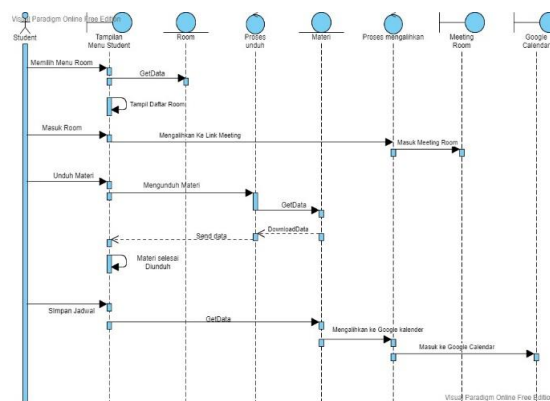 Visual Paradigm Online Free Edition
Student
Tampilan
Menu Student
Room
Proses
unduh
Materi
Proses mengalihkan
Meeting
Room
Google
Calendar
Memilih Menu Room
GetData
Tampil Daftar Room
Masuk Room
Mengalihkan Ke Link Meeting
Masuk Meeting Room
Unduh Materi
Mengunduh Materi
GetData
DownloadData
Send data
Materi selesai
Diunduh
Simpan Jadwal
GetData
Mengalihkan ke Google kalender
Masuk ke Google Calendar
Visual Paradigm Online Free Edition